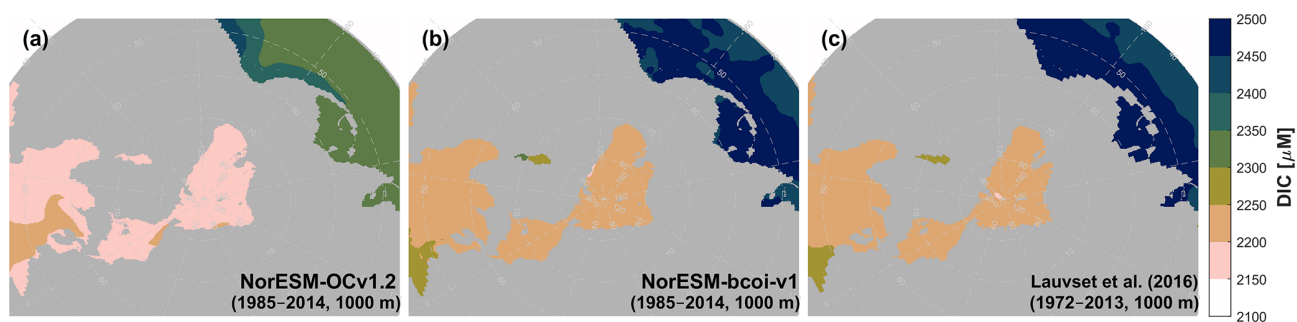 (a)
NorESM-OCv1.2
(1985–2014, 1000 m)
(b)
NorESM-bcoi-v1
(1985–2014, 1000 m)
(c)
Lauvset et al. (2016)
(1972–2013, 1000 m)
2500
2450
2400
2350
2300
2250
2200
2150
2100
DIC [μM]